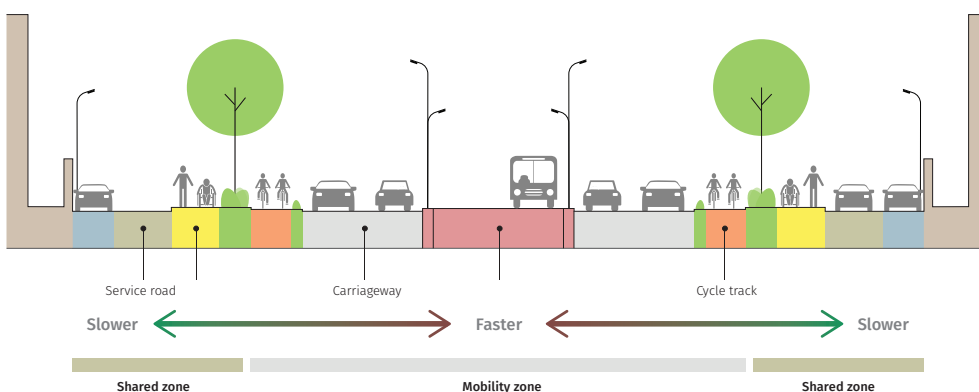 Service road
Carriageway
Cycle track
Slower
Faster
Slower
Shared zone
Mobility zone
Shared zone